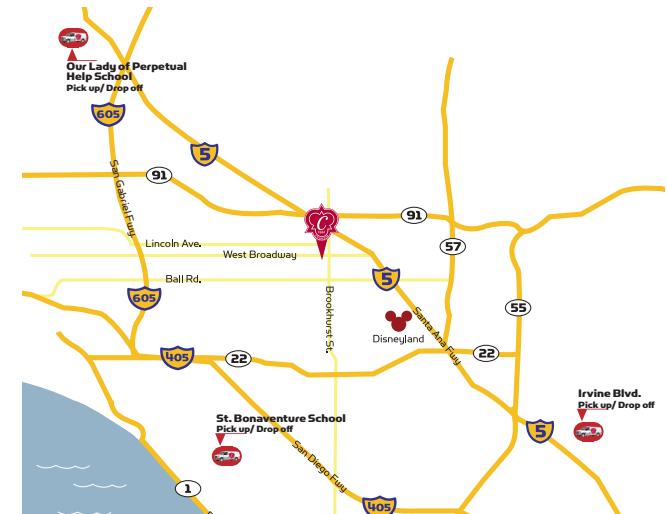 Our Lady of Perpetual
Help School
Pick up/ Drop off
605
5
San Gabriel Fwy.
91
C
91
Lincoln Ave.
West Broadway
57
Ball Rd.
5
605
Brookhurst St.
55
Santa Ana Fwy
Disneyland
405
22
22
Irvine Blvd.
Pick up/ Drop off
St. Bonaventure School
Pick up/ Drop off
5
San Diego Fwy
1
405